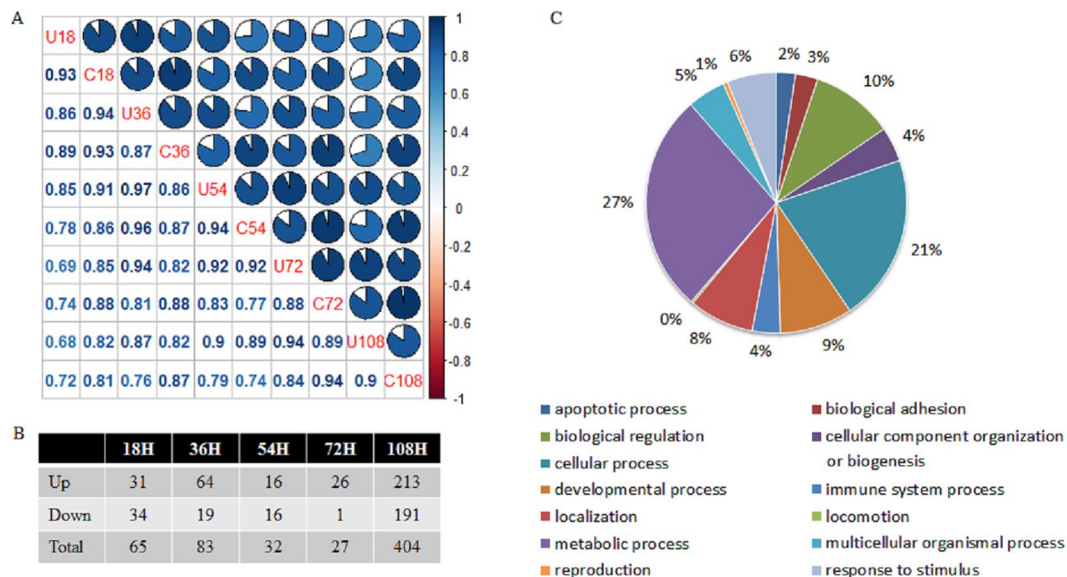 A
U18
0.93 C18
0.86 0.94 U36
0.89 0.93 0.87 C36
0.85 0.91 0.97 0.86 U54
0.78 0.86 0.96 0.87 0.94 C54
0.69 0.85 0.94 0.82 0.92 0.92 U72
0.74 0.88 0.81 0.88 0.83 0.77 0.88 C72
0.68 0.82 0.87 0.82 0.9 0.89 0.94 0.89 U108
0.72 0.81 0.76 0.87 0.79 0.74 0.84 0.94 0.9 C108
1
0.8
0.6
0.4
0.2
0
-0.2
-0.4
-0.6
-0.8
-1
B
18H 36H 54H 72H 108H
Up 31 64 16 26 213
Down 34 19 16 1 191
Total 65 83 32 27 404
C
2%
3%
10%
4%
21%
9%
4%
8%
0%
27%
5%
1%
6%
apoptotic process
biological adhesion
biological regulation
cellular component organization
or biogenesis
cellular process
developmental process
immune system process
localization
locomotion
metabolic process
multicellular organismal process
reproduction
response to stimulus